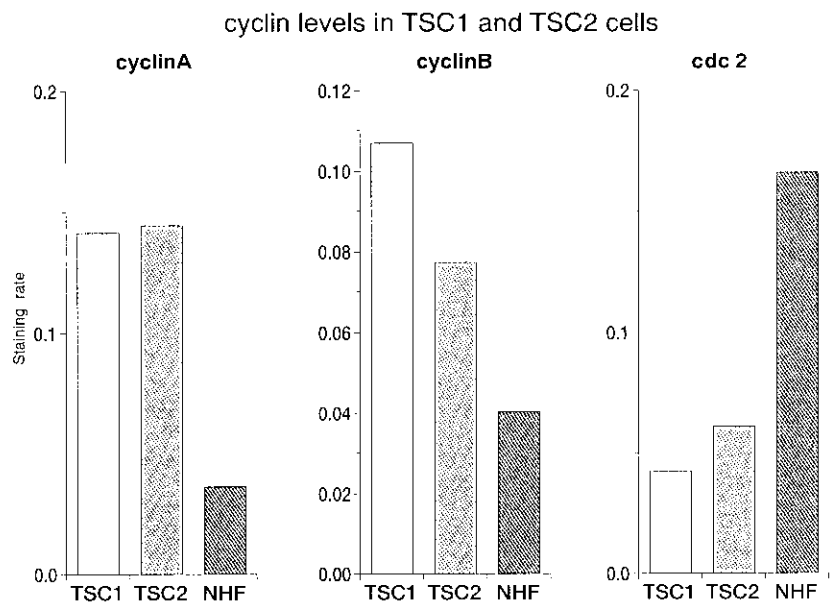 cyclin levels in TSC1 and TSC2 cells
cyclinA
cyclinB
cdc 2
Staining rate
0.2
0.1
0.0
TSC1 TSC2 NHF
0.12
0.10
0.08
0.06
0.04
0.02
0.00
TSC1 TSC2 NHF
0.2
0.1
0.0
TSC1 TSC2 NHF